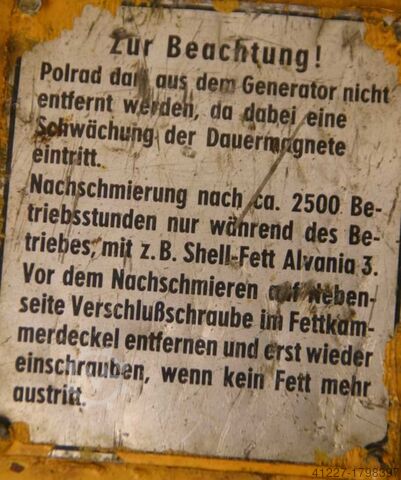 Zur Beachtung!
Polrad darf aus dem Generator nicht
entfernt werden, da dabei eine
Schwächung der Dauermagnete
eintritt.
Nachschmierung nach ca. 2500 Be-
triebsstunden nur während des Be-
triebes, mit z. B. Shell-Fett Alvania 3.
Vor dem Nachschmieren auf Neben-
seite Verschlußschraube im Fettkam-
merdeckel entfernen und erst wieder
einschrauben, wenn kein Fett mehr
austritt.
41227-1798397